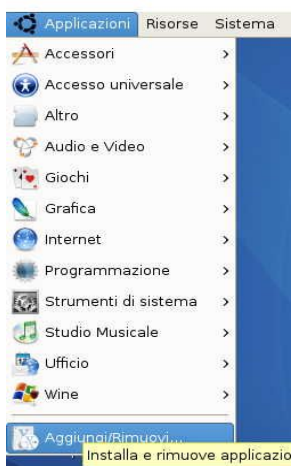 Applicazioni Risorse Sistema
Accessori
Accesso universale
Altro
Audio e Video
Giochi
Grafica
Internet
Programmazione
Strumenti di sistema
Studio Musicale
Ufficio
Wine
Aggiungi/Rimuovi...
Installa e rimuove applicazio